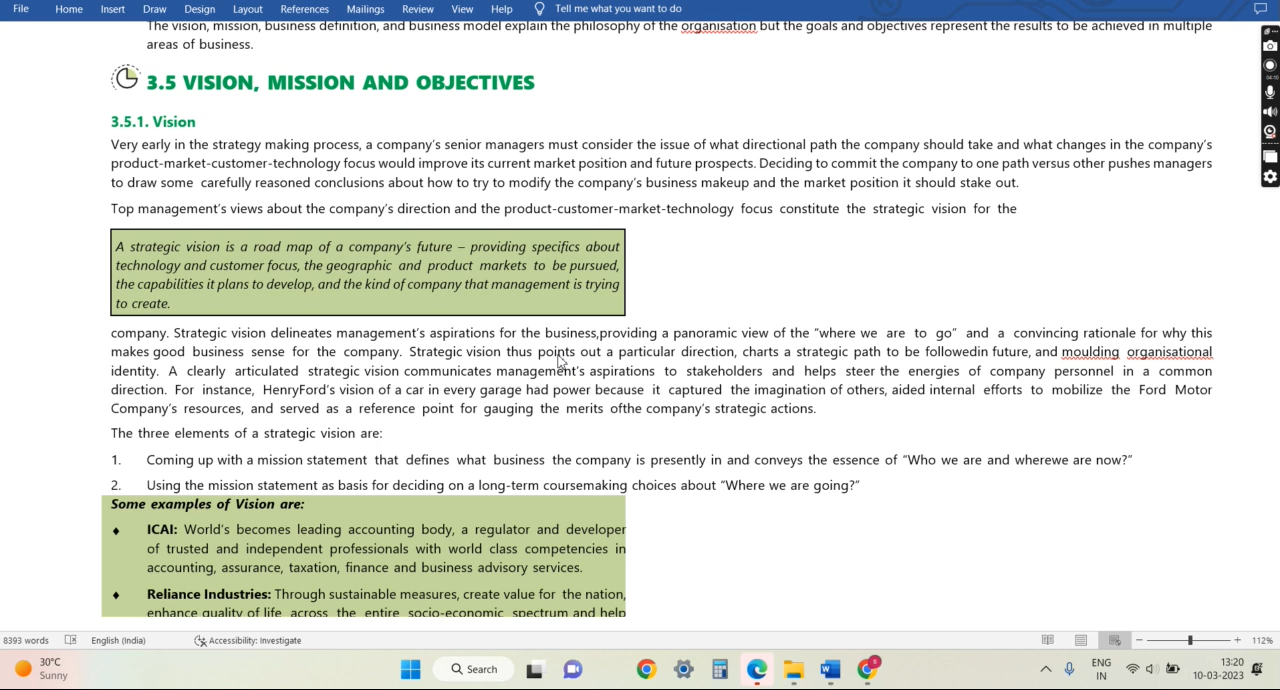 File Home Insert Draw Design Layout References Mailings Review View Help Tell me what you want to do
The vision, mission, business definition, and business model explain the philosophy of the organisation but the goals and objectives represent the results to be achieved in multiple
areas of business.
3.5 VISION, MISSION AND OBJECTIVES
3.5.1. Vision
Very early in the strategy making process, a company's senior managers must consider the issue of what directional path the company should take and what changes in the company's
product-market-customer-technology focus would improve its current market position and future prospects. Deciding to commit the company to one path versus other pushes managers
to draw some carefully reasoned conclusions about how to try to modify the company's business makeup and the market position it should stake out.
Top management's views about the company's direction and the product-customer-market-technology focus constitute the strategic vision for the
A strategic vision is a road map of a company's future – providing specifics about
technology and customer focus, the geographic and product markets to be pursued,
the capabilities it plans to develop, and the kind of company that management is trying
to create.
company. Strategic vision delineates management's aspirations for the business,providing a panoramic view of the "where we are to go" and a convincing rationale for why this
makes good business sense for the company. Strategic vision thus points out a particular direction, charts a strategic path to be followedin future, and moulding organisational
identity. A clearly articulated strategic vision communicates management's aspirations to stakeholders and helps steer the energies of company personnel in a common
direction. For instance, HenryFord's vision of a car in every garage had power because it captured the imagination of others, aided internal efforts to mobilize the Ford Motor
Company's resources, and served as a reference point for gauging the merits ofthe company's strategic actions.
The three elements of a strategic vision are:
1. Coming up with a mission statement that defines what business the company is presently in and conveys the essence of "Who we are and wherewe are now?"
2. Using the mission statement as basis for deciding on a long-term coursemaking choices about "Where we are going?"
Some examples of Vision are:
♦ ICAI: World's becomes leading accounting body, a regulator and developer
of trusted and independent professionals with world class competencies in
accounting, assurance, taxation, finance and business advisory services.
♦ Reliance Industries: Through sustainable measures, create value for the nation,
enhance quality of life across the entire socio-economic spectrum and help
8393 words English (India) Accessibility: Investigate 112%
30°C
Sunny
Search
ENG
IN
13:20
10-03-2023